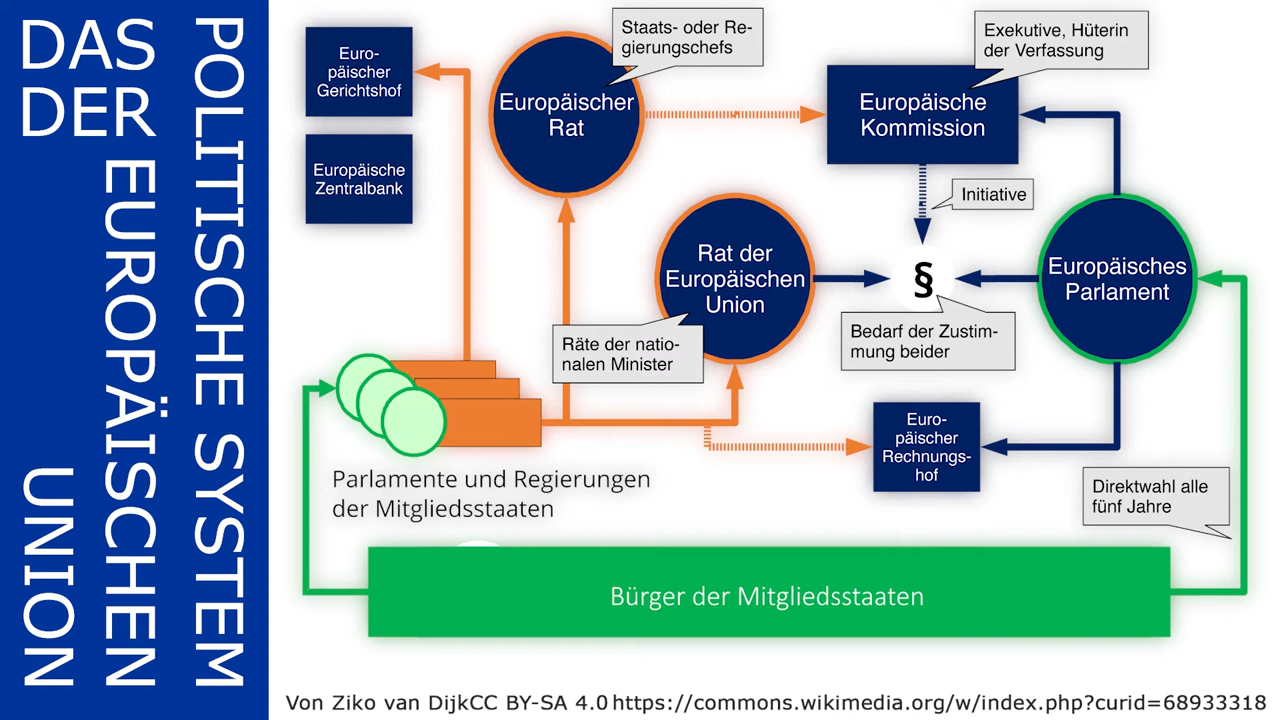 DAS
DER
POLITISCHE SYSTEM
EUROPÄISCHEN
UNION
Euro-
päischer
Gerichtshof
Europäische
Zentralbank
Staats- oder Re-
gierungschefs
Europäischer
Rat
Exekutive, Hüterin
der Verfassung
Europäische
Kommission
Initiative
Rat der
Europäischen
Union
Räte der natio-
nalen Minister
§
Bedarf der Zustim-
mung beider
Europäisches
Parlament
Euro-
päischer
Rechnungs-
hof
Direktwahl alle
fünf Jahre
Parlamente und Regierungen
der Mitgliedsstaaten
Bürger der Mitgliedsstaaten
Von Ziko van DijkCC BY-SA 4.0 https://commons.wikimedia.org/w/index.php?curid=68933318